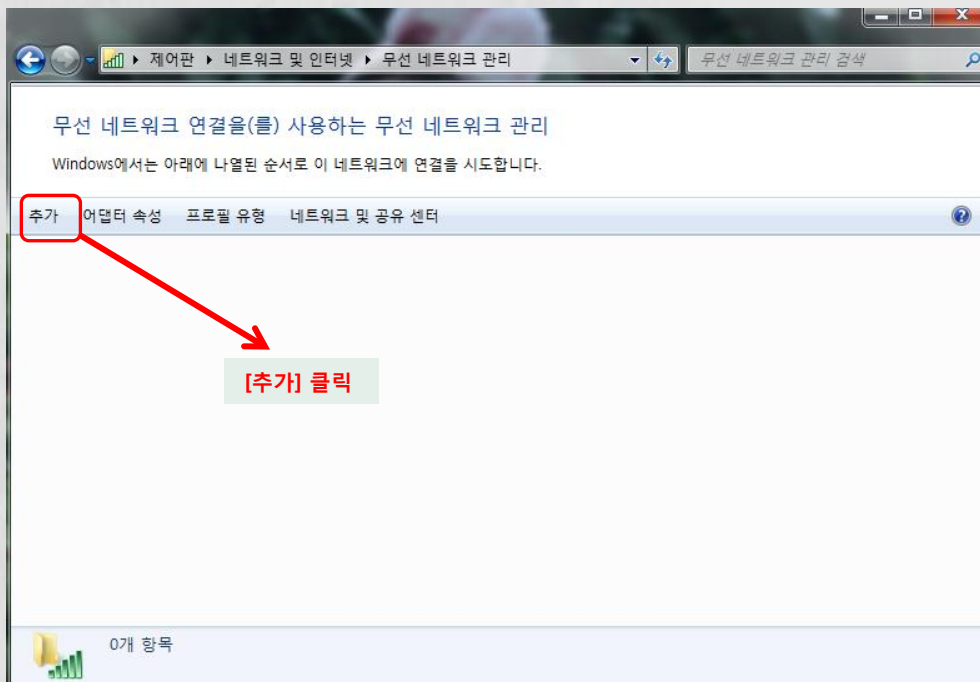 제어판 ▸ 네트워크 및 인터넷 ▸ 무선 네트워크 관리
무선 네트워크 관리 검색
무선 네트워크 연결을(를) 사용하는 무선 네트워크 관리
Windows에서는 아래에 나열된 순서로 이 네트워크에 연결을 시도합니다.
추가 어댑터 속성 프로필 유형 네트워크 및 공유 센터
[추가] 클릭
0개 항목